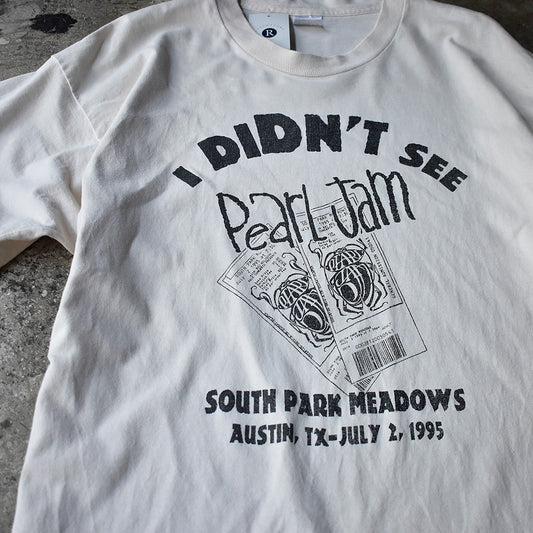 R
I DIDN'T SEE
Pearl Jam
SOUTH PARK MEADOWS
AUSTIN, TX-JULY 2, 1995